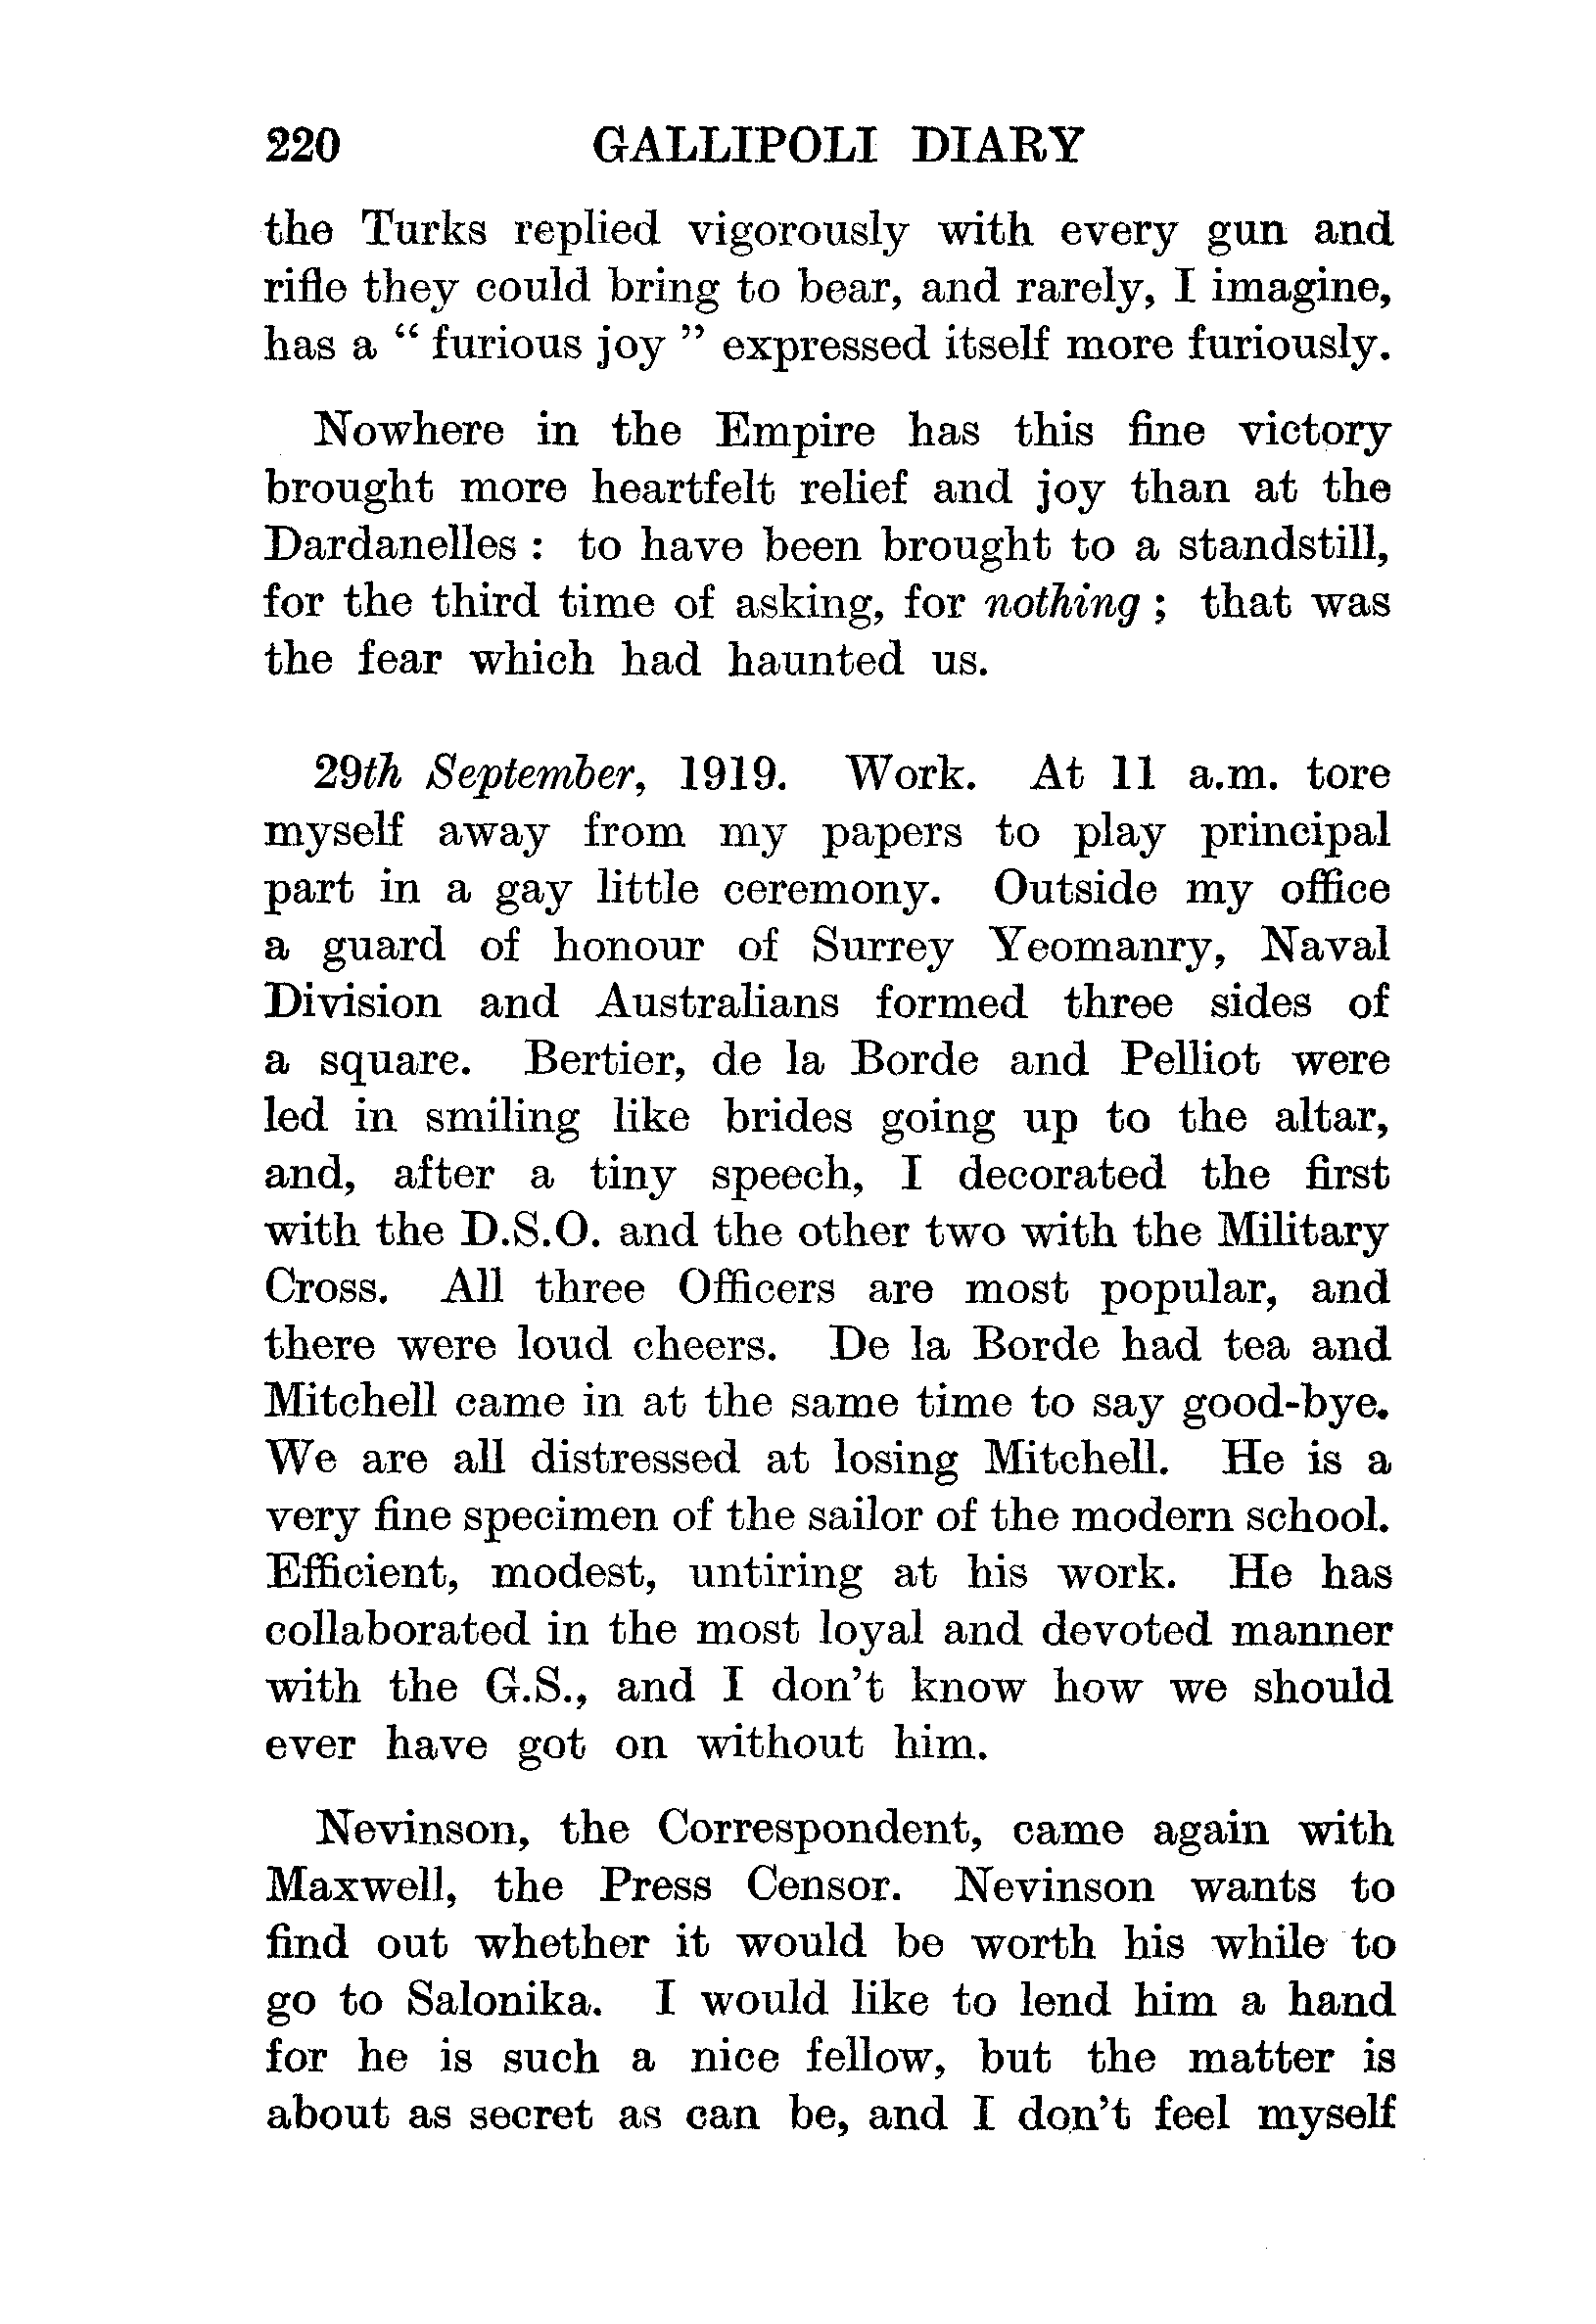 220 GALLIPOLI DIARY
the Turks replied vigorously with every gun and
rifle they could bring to bear, and rarely, I imagine,
has a “ furious joy ” expressed itself more furiously.
Nowhere in the Empire has this fine victory
brought more heartfelt relief and joy than at the
Dardanelles : to have been brought to a standstill,
for the third time of asking, for nothing ; that was
the fear which had haunted us.
29th September, 1919. Work. At 11 a.m. tore
myself away from my papers to play principal
part in a gay little ceremony. Outside my office
a guard of honour of Surrey Yeomanry, Naval
Division and Australians formed three sides of
a square. Bertier, de la Borde and Pelliot were
led in smiling like brides going up to the altar,
and, after a tiny speech, I decorated the first
with the D.S.O. and the other two with the Military
Cross. All three Officers are most popular, and
there were loud cheers. De la Borde had tea and
Mitchell came in at the same time to say good-bye.
We are all distressed at losing Mitchell. He is a
very fine specimen of the sailor of the modern school.
Efficient, modest, untiring at his work. He has
collaborated in the most loyal and devoted manner
with the G.S., and I don’t know how we should
ever have got on without him.
Nevinson, the Correspondent, came again with
Maxwell, the Press Censor. Nevinson wants to
find out whether it would be worth his while to
go to Salonika. I would like to lend him a hand
for he is such a nice fellow, but the matter is
about as secret as can be, and I don’t feel myself